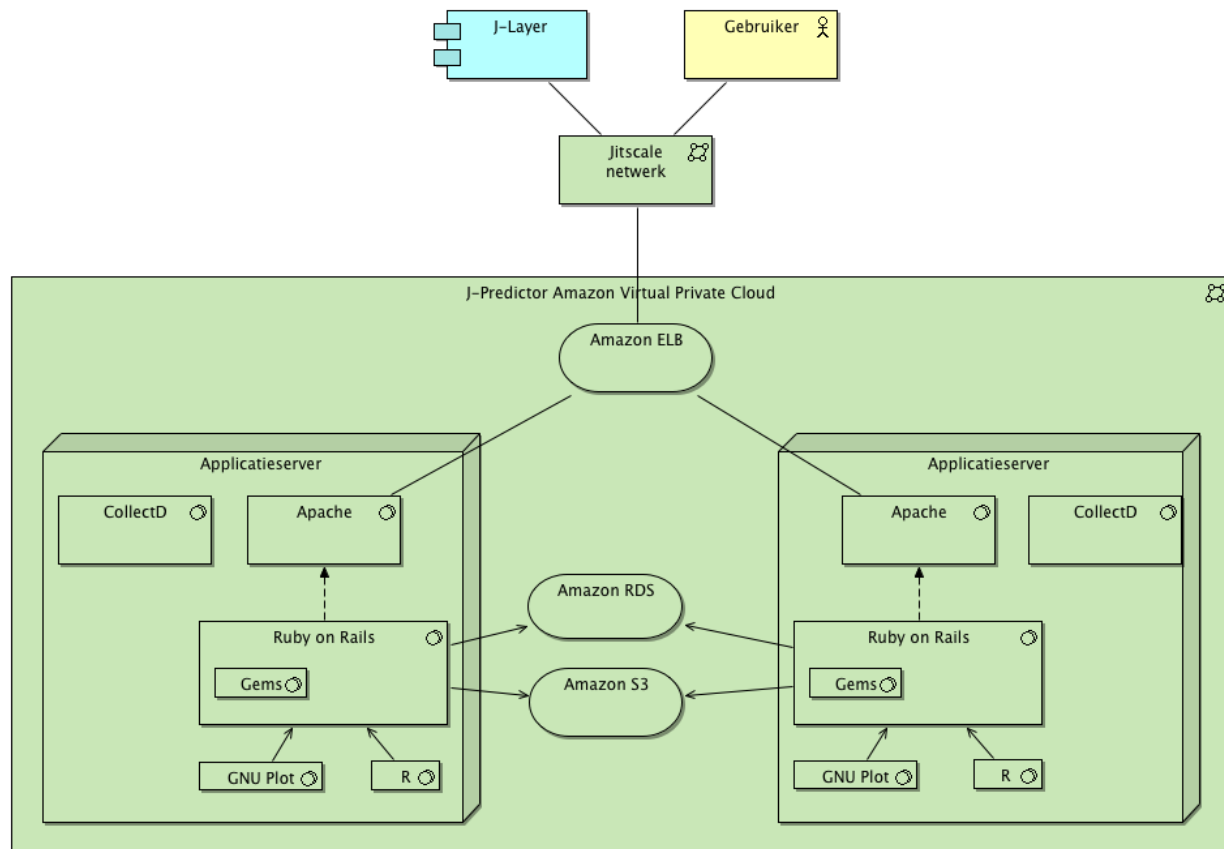 J-Layer
Gebruiker
Jitscale
netwerk
J-Predictor Amazon Virtual Private Cloud
Amazon ELB
Applicatieserver
Applicatieserver
CollectD
Apache
Apache
CollectD
Amazon RDS
Ruby on Rails
Ruby on Rails
Gems
Amazon S3
Gems
GNU Plot
R
GNU Plot
R